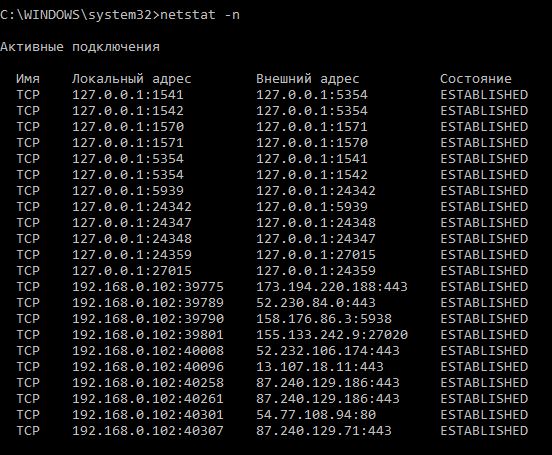 C:\WINDOWS\system32>netstat -n
Активные подключения
Имя Локальный адрес Внешний адрес Состояние
TCP 127.0.0.1:1541 127.0.0.1:5354 ESTABLISHED
TCP 127.0.0.1:1542 127.0.0.1:5354 ESTABLISHED
TCP 127.0.0.1:1570 127.0.0.1:1571 ESTABLISHED
TCP 127.0.0.1:1571 127.0.0.1:1570 ESTABLISHED
TCP 127.0.0.1:5354 127.0.0.1:1541 ESTABLISHED
TCP 127.0.0.1:5354 127.0.0.1:1542 ESTABLISHED
TCP 127.0.0.1:5939 127.0.0.1:24342 ESTABLISHED
TCP 127.0.0.1:24342 127.0.0.1:5939 ESTABLISHED
TCP 127.0.0.1:24347 127.0.0.1:24348 ESTABLISHED
TCP 127.0.0.1:24348 127.0.0.1:24347 ESTABLISHED
TCP 127.0.0.1:24359 127.0.0.1:27015 ESTABLISHED
TCP 127.0.0.1:27015 127.0.0.1:24359 ESTABLISHED
TCP 192.168.0.102:39775 173.194.220.188:443 ESTABLISHED
TCP 192.168.0.102:39789 52.230.84.0:443 ESTABLISHED
TCP 192.168.0.102:39790 158.176.86.3:5938 ESTABLISHED
TCP 192.168.0.102:39801 155.133.242.9:27020 ESTABLISHED
TCP 192.168.0.102:40008 52.232.106.174:443 ESTABLISHED
TCP 192.168.0.102:40096 13.107.18.11:443 ESTABLISHED
TCP 192.168.0.102:40258 87.240.129.186:443 ESTABLISHED
TCP 192.168.0.102:40261 87.240.129.186:443 ESTABLISHED
TCP 192.168.0.102:40301 54.77.108.94:80 ESTABLISHED
TCP 192.168.0.102:40307 87.240.129.71:443 ESTABLISHED